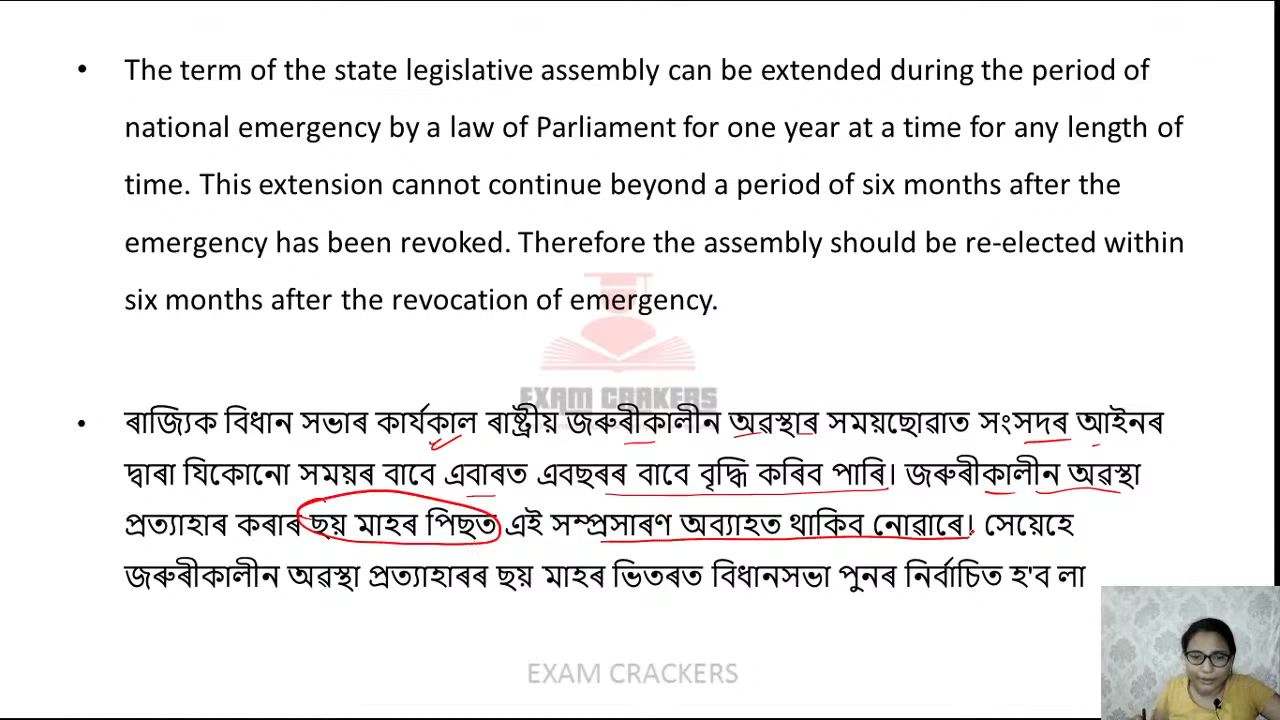 • The term of the state legislative assembly can be extended during the period of
national emergency by a law of Parliament for one year at a time for any length of
time. This extension cannot continue beyond a period of six months after the
emergency has been revoked. Therefore the assembly should be re-elected within
six months after the revocation of emergency.
EXAM CRAKERS
• ৰাজ্যিক বিধান সভাৰ কাৰ্যকাল ৰাষ্ট্ৰীয় জৰুৰীকালীন অৱস্থাৰ সময়ছোৱাত সংসদৰ আইনৰ
দ্বাৰা যিকোনো সময়ৰ বাবে এবাৰত এবছৰৰ বাবে বৃদ্ধি কৰিব পাৰি। জৰুৰীকালীন অৱস্থা
প্ৰত্যাহাৰ কৰাৰ ছয় মাহৰ পিছত এই সম্প্ৰসাৰণ অব্যাহত থাকিব নোৱাৰে। সেয়েহে
জৰুৰীকালীন অৱস্থা প্ৰত্যাহাৰৰ ছয় মাহৰ ভিতৰত বিধানসভা পুনৰ নিৰ্বাচিত হ'ব লা
EXAM CRACKERS